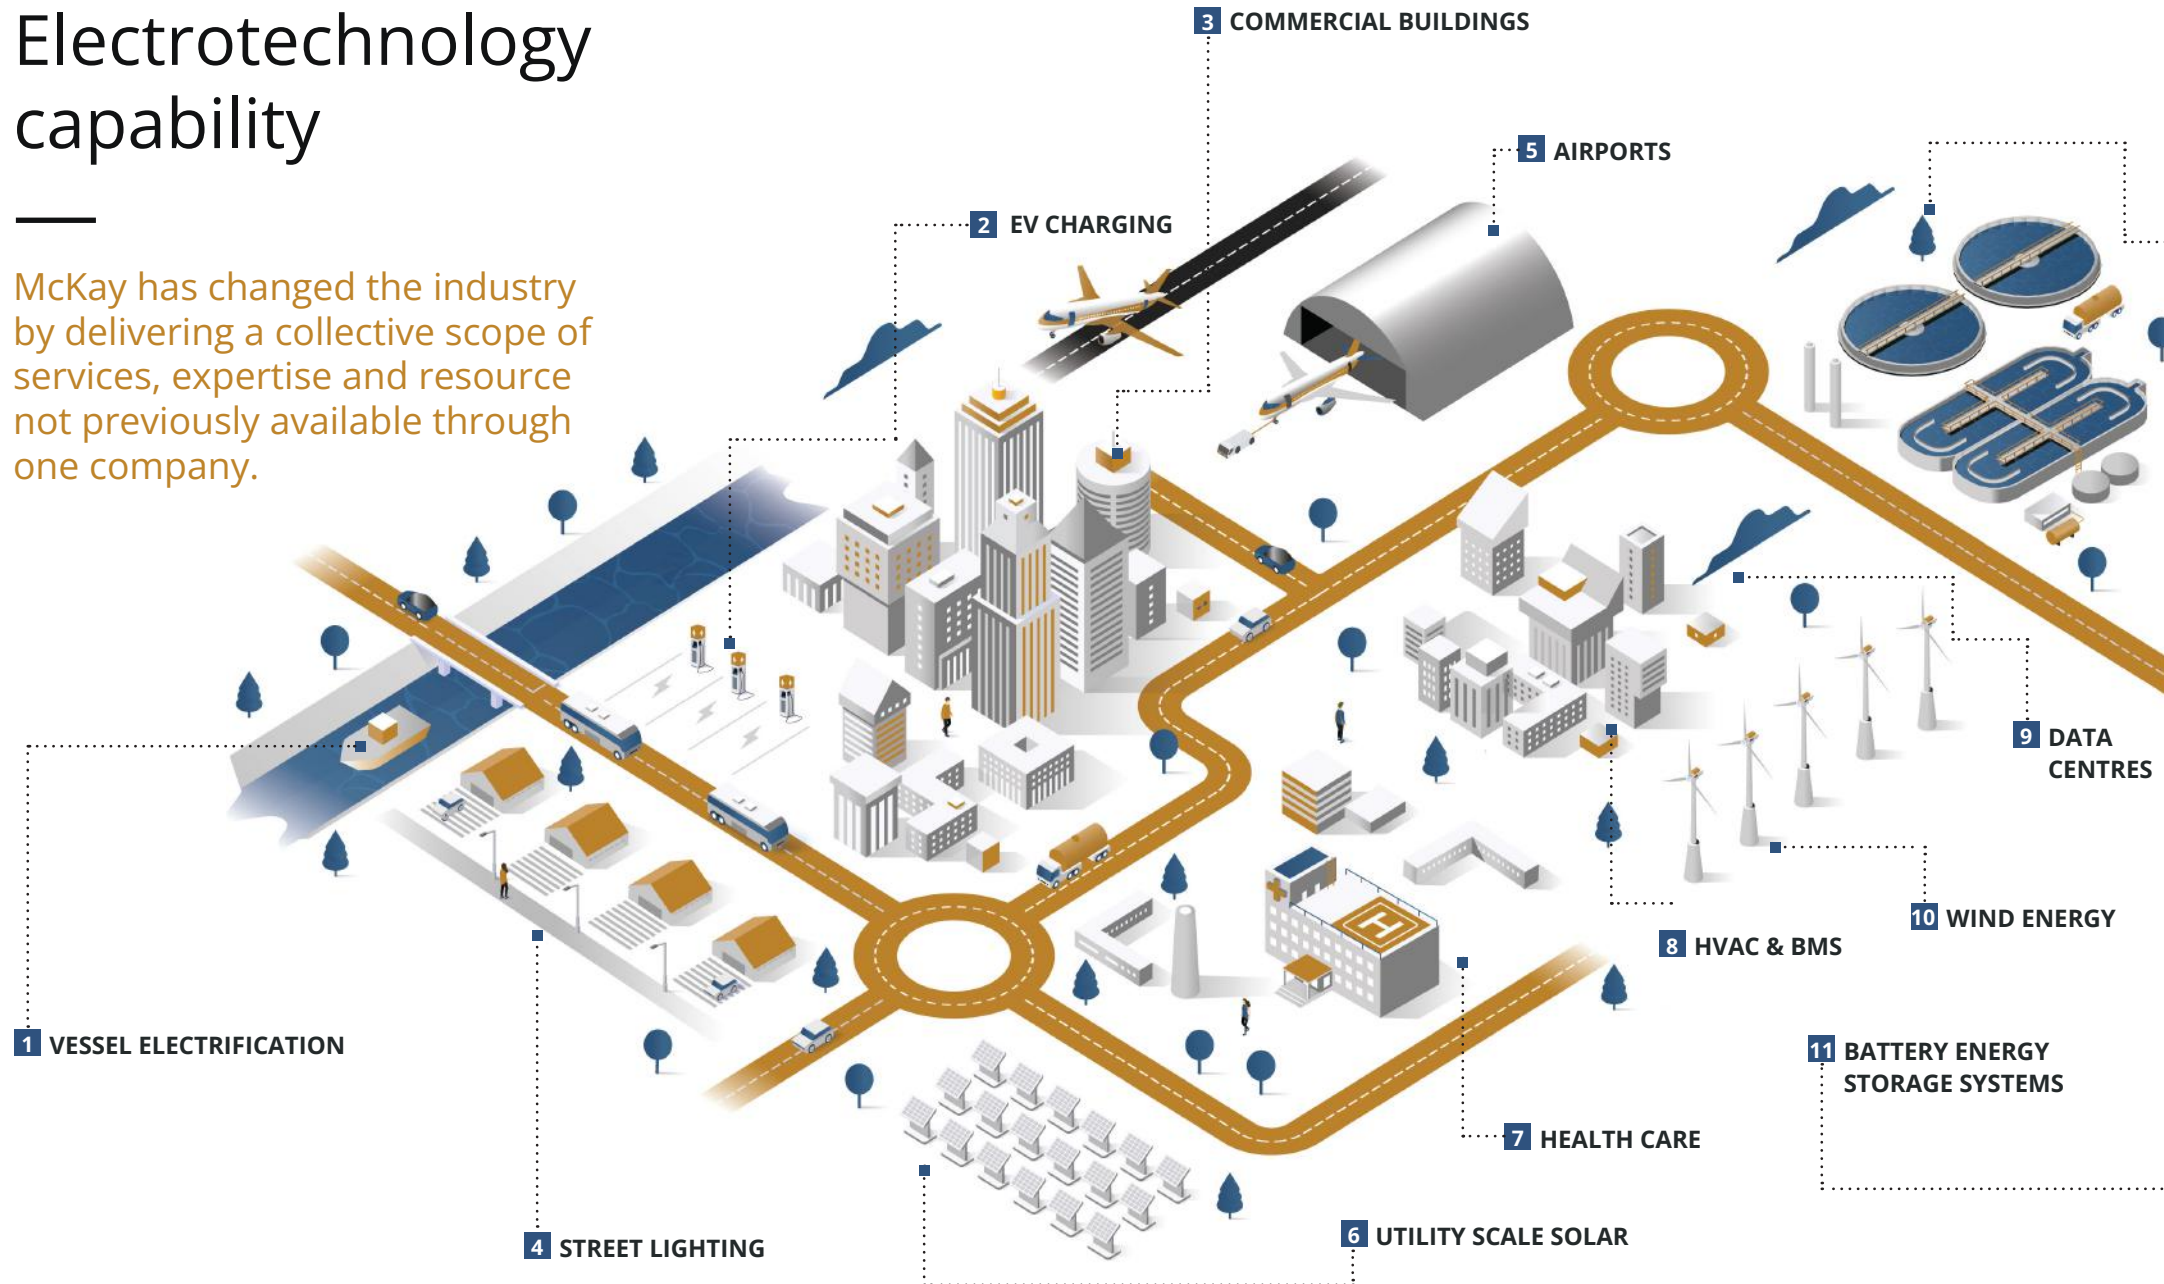 Electrotechnology
capability
McKay has changed the industry
by delivering a collective scope of
services, expertise and resource
not previously available through
one company.
3 COMMERCIAL BUILDINGS
5 AIRPORTS
2 EV CHARGING
9 DATA
CENTRES
10 WIND ENERGY
8 HVAC & BMS
1 VESSEL ELECTRIFICATION
11 BATTERY ENERGY
STORAGE SYSTEMS
7 HEALTH CARE
4 STREET LIGHTING
6 UTILITY SCALE SOLAR
H